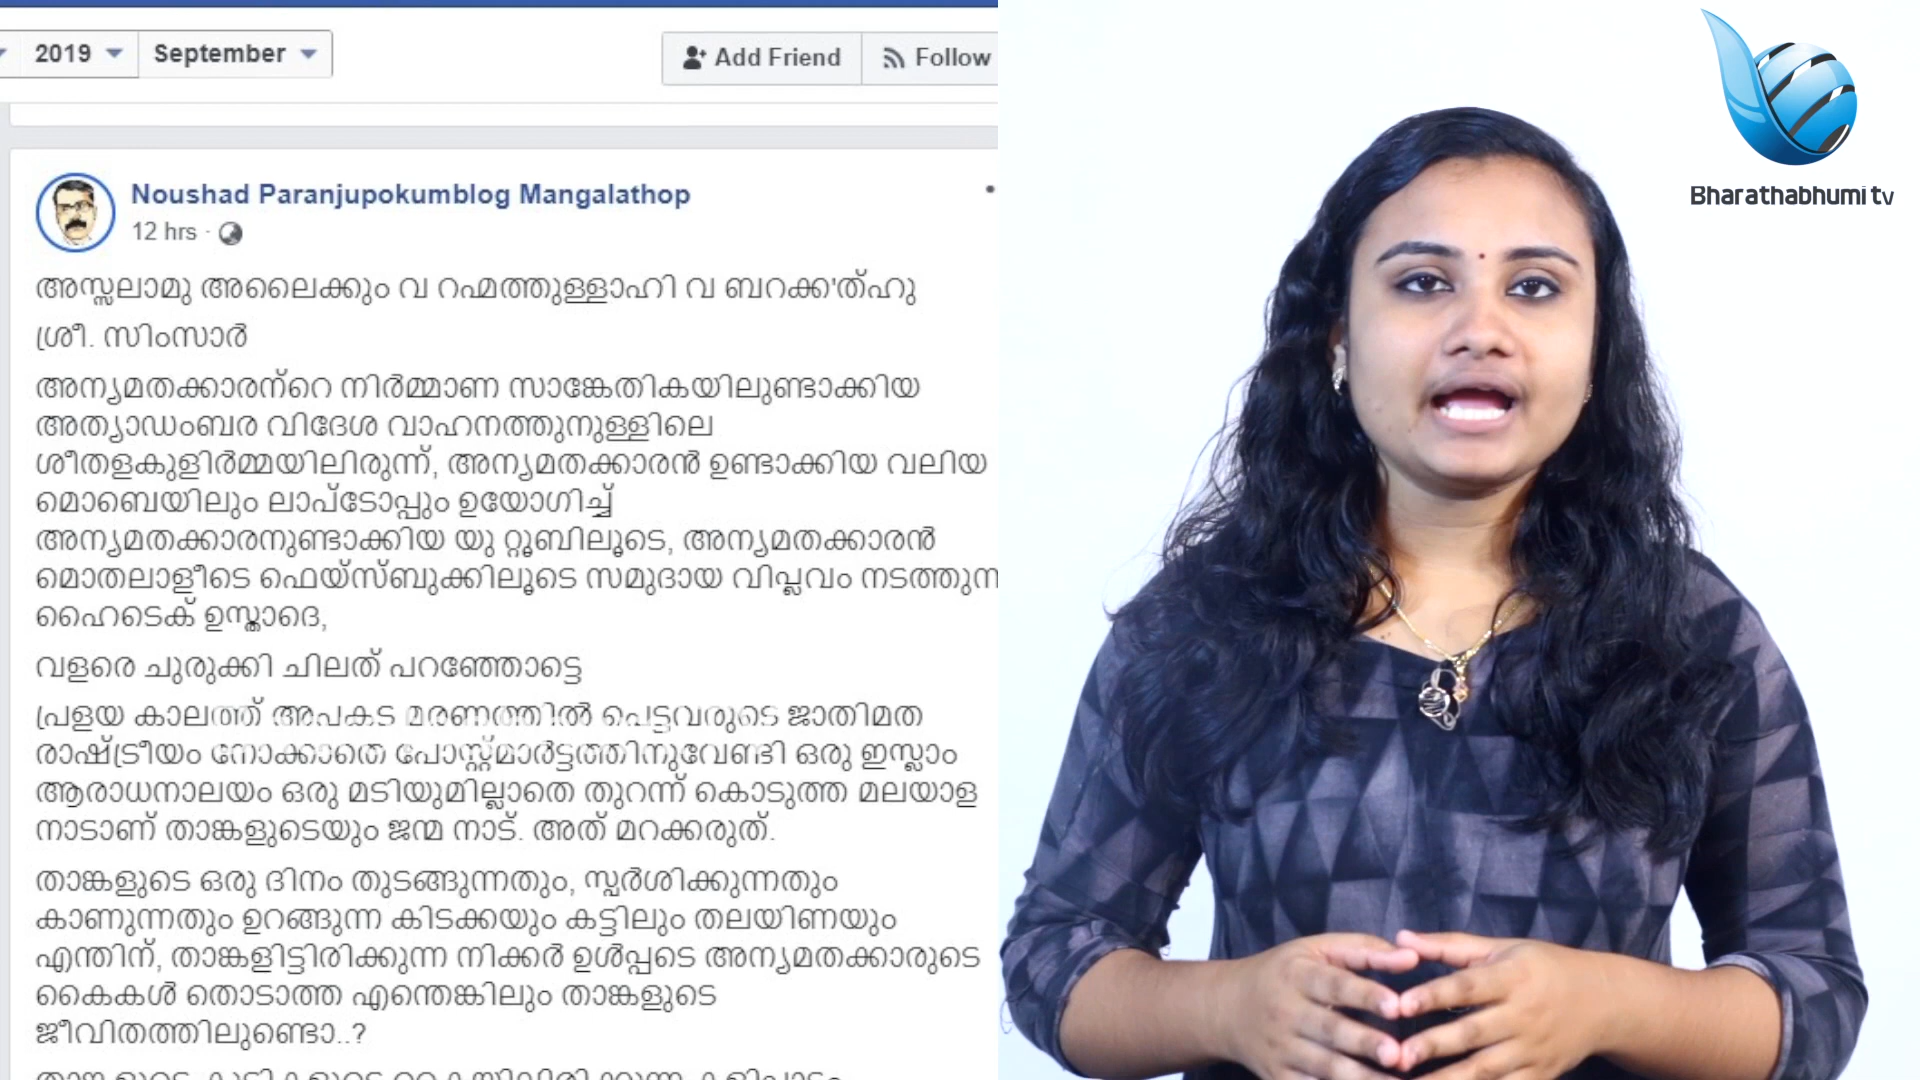 2019
September
Add Friend
Follow
Noushad Paranjupokumblog Mangalathop
12 hrs ·
അസ്സലാമു അലൈക്കും വ റഹ്മത്തുള്ളാഹി വ ബറക്ക'ത്ഹു
ശ്രീ. സിംസാർ
അന്യമതക്കാരന്റെ നിർമ്മാണ സാങ്കേതികയിലുണ്ടാക്കിയ
അത്യാഡംബര വിദേശ വാഹനത്തുനുള്ളിലെ
ശീതളകുളിർമ്മയിലിരുന്ന്, അന്യമതക്കാരൻ ഉണ്ടാക്കിയ വലിയ
മൊബെയിലും ലാപ്ടോപ്പും ഉയോഗിച്ച്
അന്യമതക്കാരനുണ്ടാക്കിയ യു റ്റൂബിലൂടെ, അന്യമതക്കാരൻ
മൊതലാളീടെ ഫെയ്സ്ബുക്കിലൂടെ സമുദായ വിപ്ലവം നടത്തുന്ന
ഹൈടെക് ഉസ്താദെ,
വളരെ ചുരുക്കി ചിലത് പറഞ്ഞോട്ടെ
പ്രളയ കാലത്ത് അപകട മരണത്തിൽ പെട്ടവരുടെ ജാതിമത
രാഷ്ട്രീയം നോക്കാതെ പോസ്റ്റ്മാർട്ടത്തിനുവേണ്ടി ഒരു ഇസ്ലാം
ആരാധനാലയം ഒരു മടിയുമില്ലാതെ തുറന്ന് കൊടുത്ത മലയാള
നാടാണ് താങ്കളുടെയും ജന്മ നാട്. അത് മറക്കരുത്.
താങ്കളുടെ ഒരു ദിനം തുടങ്ങുന്നതും, സ്പർശിക്കുന്നതും
കാണുന്നതും ഉറങ്ങുന്ന കിടക്കയും കട്ടിലും തലയിണയും
എന്തിന്, താങ്കളിട്ടിരിക്കുന്ന നിക്കർ ഉൾപ്പടെ അന്യമതക്കാരുടെ
കൈകൾ തൊടാത്ത എന്തെങ്കിലും താങ്കളുടെ
ജീവിതത്തിലുണ്ടൊ..?
Bharathabhumi tv